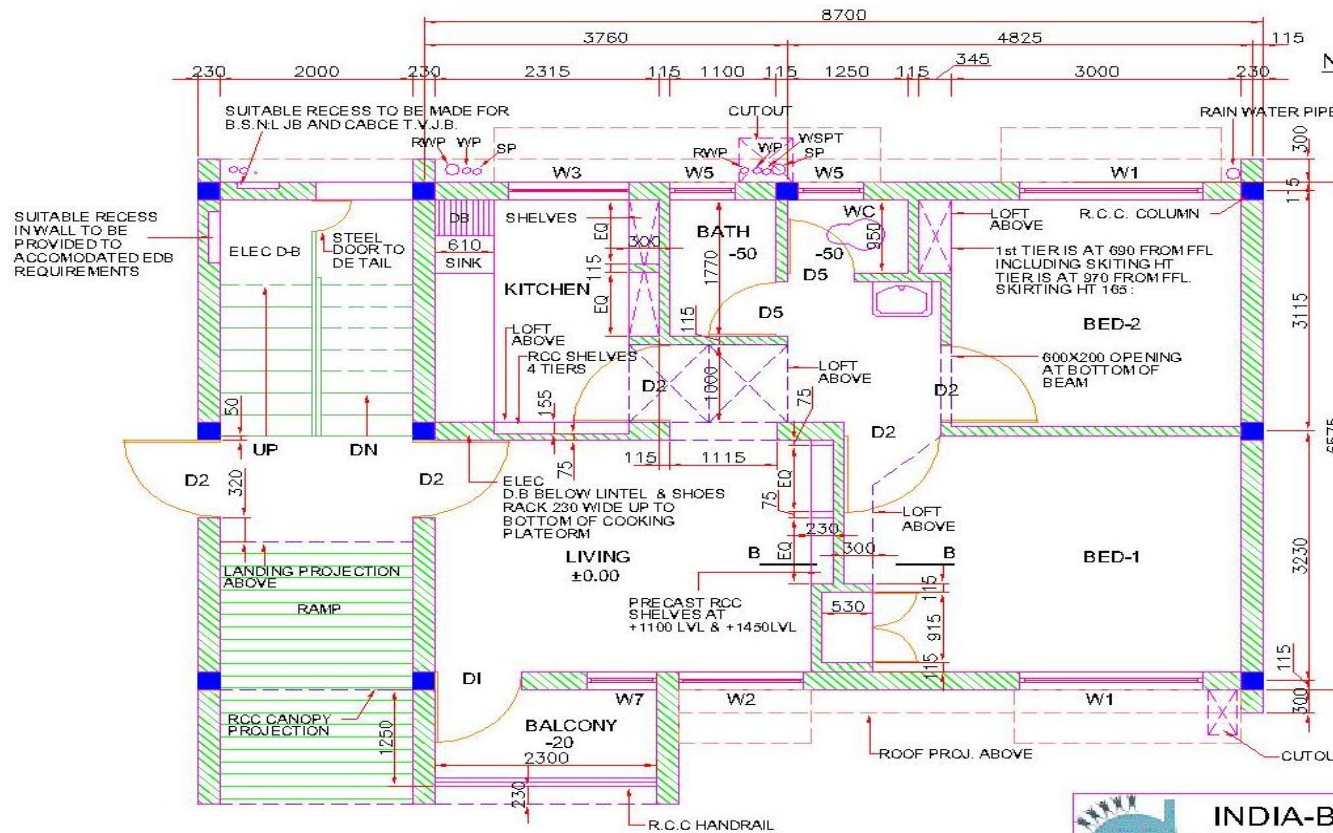 8700
3760 4825 115
345
230 2000 230 2315 115 1100 115 1250 115 3000 230
N
SUITABLE RECESS TO BE MADE FOR
B.S.N.L JB AND CABCE T.V.J.B.
CUTOUT
RAIN WATER PIPE
RWP WP SP
RWP WP WSPT SP
300
W3 W5 W5 W1
115
SUITABLE RECESS
IN WALL TO BE
PROVIDED TO
ACCOMODATED EDB
REQUIREMENTS
ELEC D-B
STEEL
DOOR TO
DETAIL
DB
610
SINK
SHELVES
EQ
300
115
EQ
KITCHEN
BATH
-50
1770
115
WC
-50
950
D5
D5
LOFT
ABOVE
R.C.C. COLUMN
1st TIER IS AT 690 FROM FFL
INCLUDING SKITING HT
TIER IS AT 970 FROM FFL.
SKIRTING HT 165:
BED-2
3115
LOFT
ABOVE
RCC SHELVES
4 TIERS
D2
1000
LOFT
ABOVE
600X200 OPENING
AT BOTTOM OF
BEAM
D2
50
155
75
75
D2
6575
UP DN
D2 D2
320
115 1115
75
EQ
ELEC
D.B BELOW LINTEL & SHOES
RACK 230 WIDE UP TO
BOTTOM OF COOKING
PLATEORM
LOFT
ABOVE
230
EQ
300
B B
LIVING
±0.00
BED-1
3230
LANDING PROJECTION
ABOVE
RAMP
PRECAST RCC
SHELVES AT
+1100 LVL & +1450LVL
530
115
915
115
115
D1
W7 W2 W1
300
RCC CANOPY
PROJECTION
1250
BALCONY
-20
2300
230
ROOF PROJ. ABOVE
CUTOU
R.C.C HANDRAIL
INDIA-B